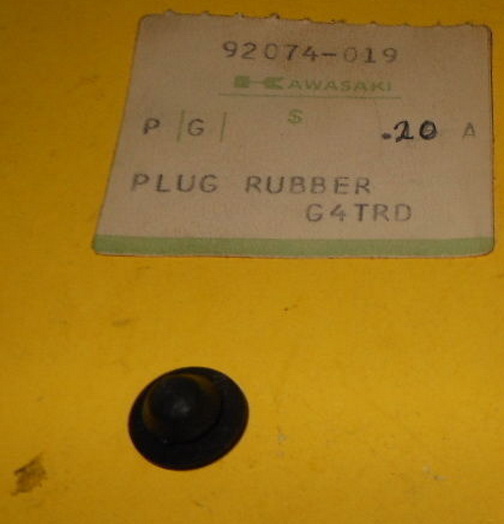 92074-019
KAWASAKI
P G $ .20 A
PLUG RUBBER
G4TRD